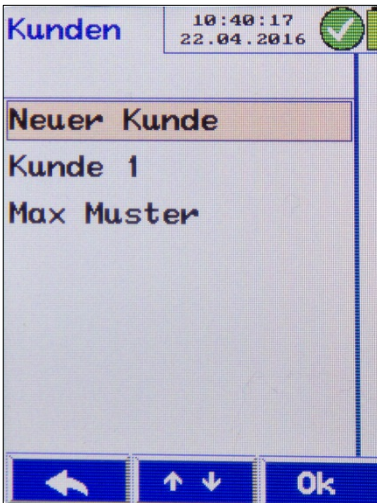 Kunden
10:40:17
22.04.2016
Neuer Kunde
Kunde 1
Max Muster
Ok